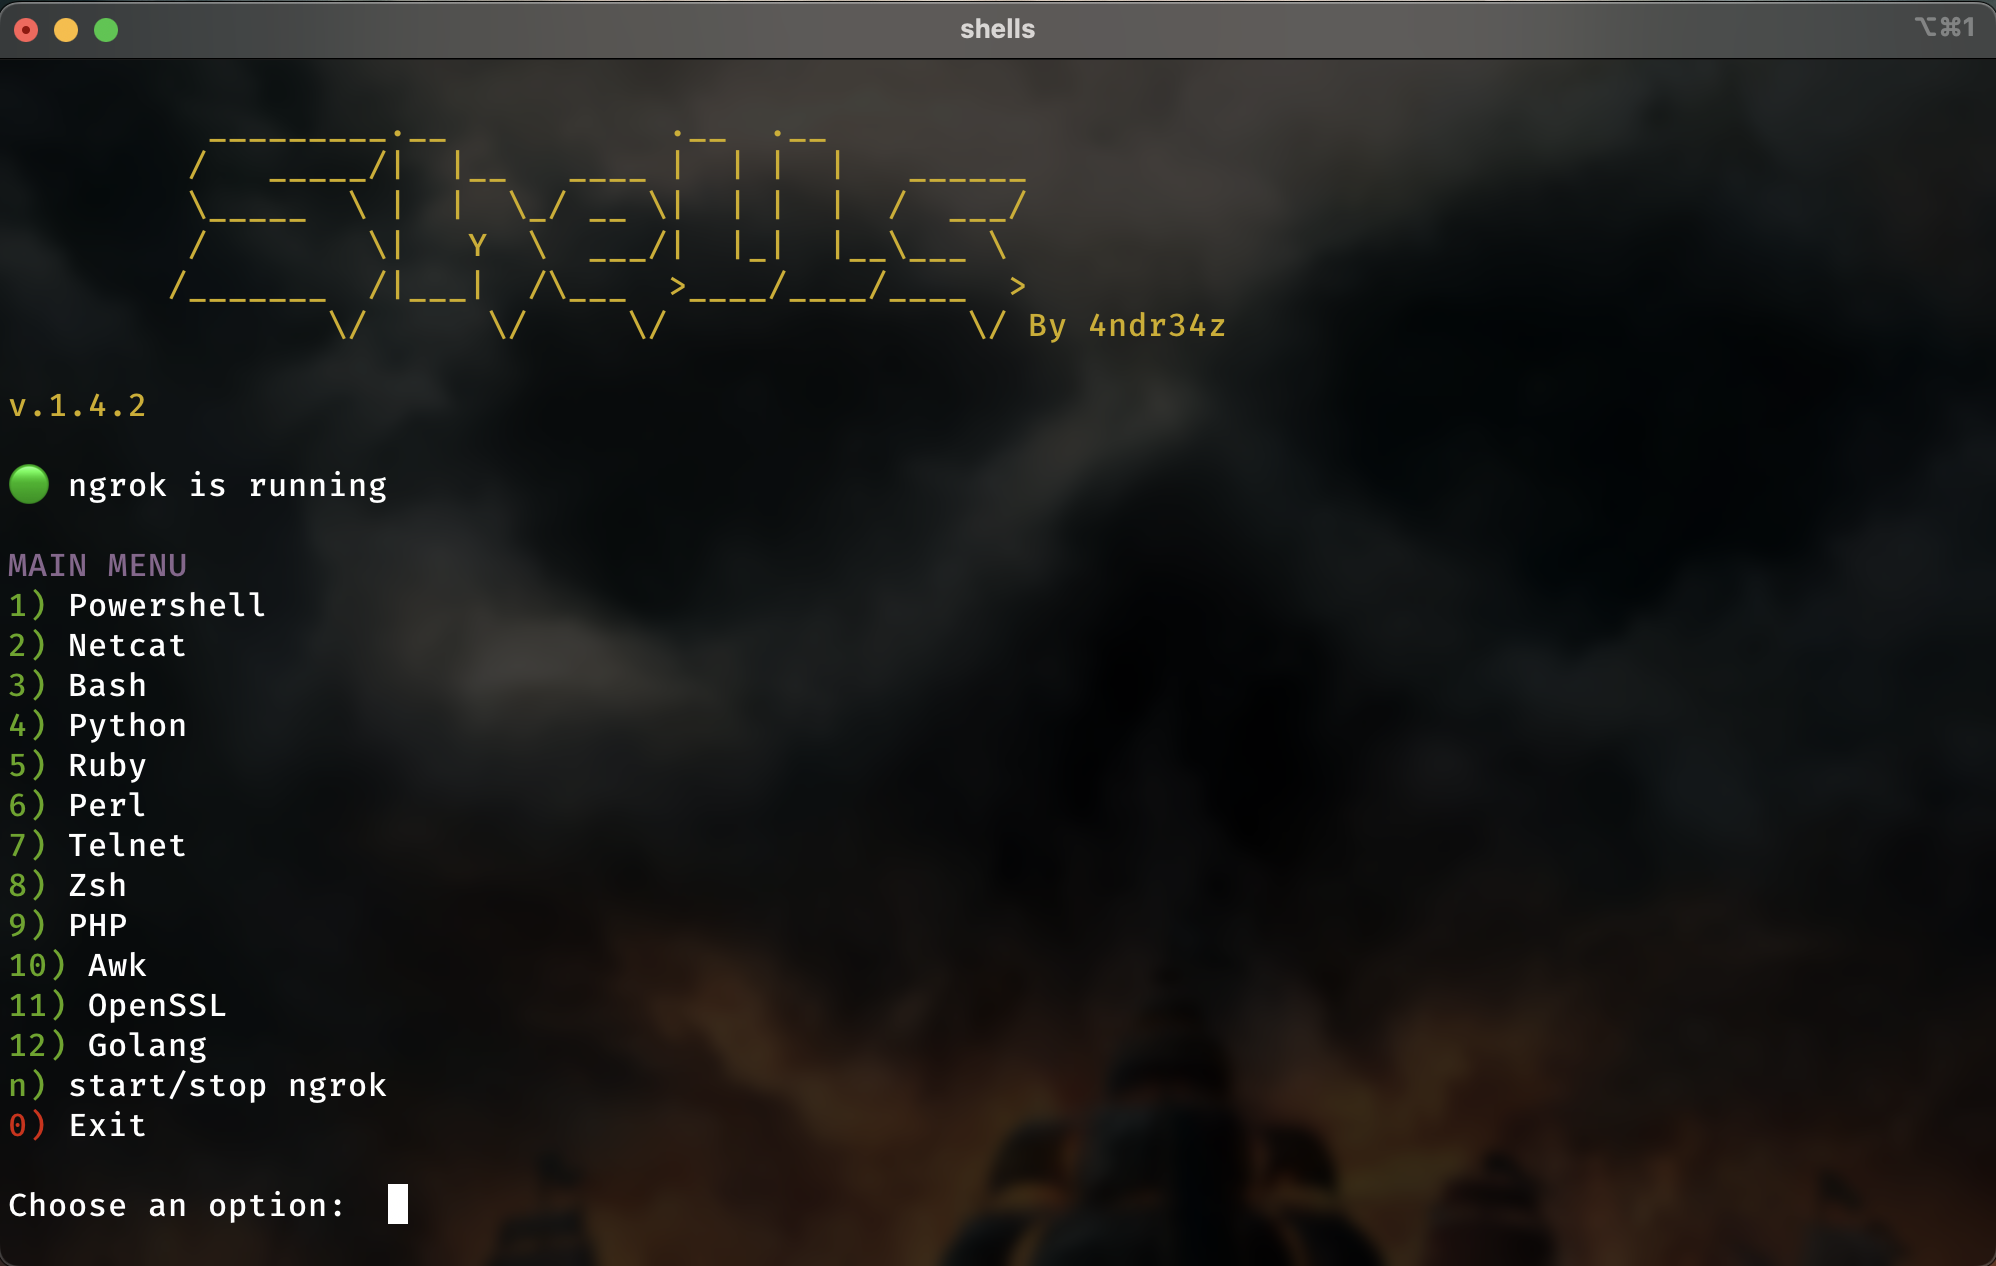 shells
⌥⌘1
Shells
By 4ndr34z
v.1.4.2
ngrok is running
MAIN MENU
1) Powershell
2) Netcat
3) Bash
4) Python
5) Ruby
6) Perl
7) Telnet
8) Zsh
9) PHP
10) Awk
11) OpenSSL
12) Golang
n) start/stop ngrok
0) Exit
Choose an option: